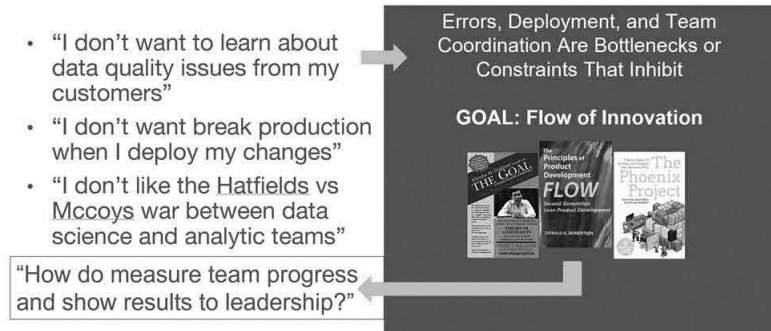 • "I don't want to learn about
data quality issues from my
customers"
• "I don't want break production
when I deploy my changes"
• "I don't like the Hatfields vs
Mccoys war between data
science and analytic teams"
"How do measure team progress
and show results to leadership?"
Errors, Deployment, and Team
Coordination Are Bottlenecks or
Constraints That Inhibit
GOAL: Flow of Innovation
THE GOAL
The
Principles of
Product
Development
FLOW
Second Generation
Lean Product Development
DONALD G. REINERTSEN
The
Phoenix
Project